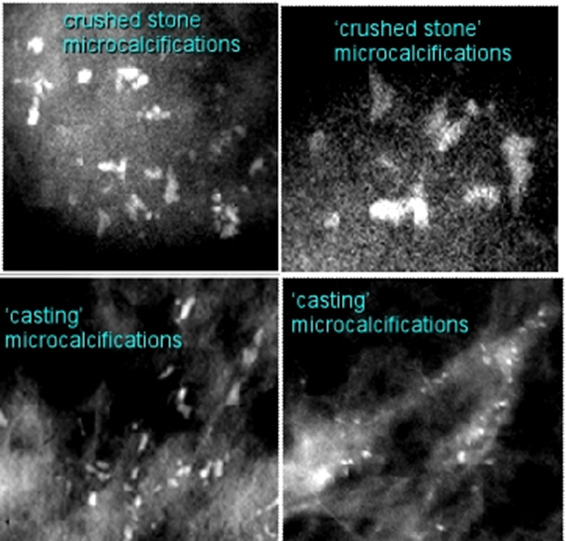 crushed stone
microcalcifications
‘crushed stone’
microcalcifications
‘casting’
microcalcifications
‘casting’
microcalcifications